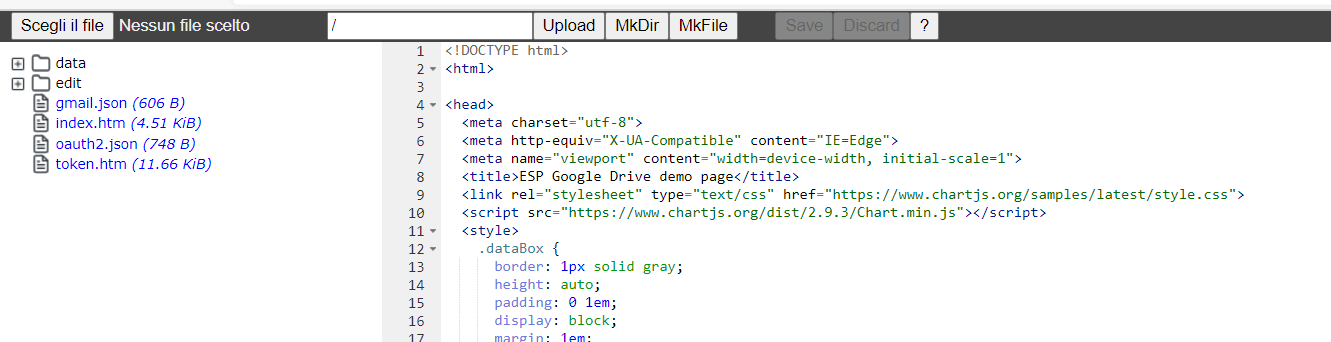 Scegli il file Nessun file scelto / Upload MkDir MkFile Save Discard ?
data
edit
gmail.json (606 B)
index.htm (4.51 KiB)
oauth2.json (748 B)
token.htm (11.66 KiB)
1 <!DOCTYPE html>
2 <html>
3
4 <head>
5 <meta charset="utf-8">
6 <meta http-equiv="X-UA-Compatible" content="IE=Edge">
7 <meta name="viewport" content="width=device-width, initial-scale=1">
8 <title>ESP Google Drive demo page</title>
9 <link rel="stylesheet" type="text/css" href="https://www.chartjs.org/samples/latest/style.css">
10 <script src="https://www.chartjs.org/dist/2.9.3/Chart.min.js"></script>
11 <style>
12 .dataBox {
13 border: 1px solid gray;
14 height: auto;
15 padding: 0 1em;
16 display: block;
17 margin: 1em;